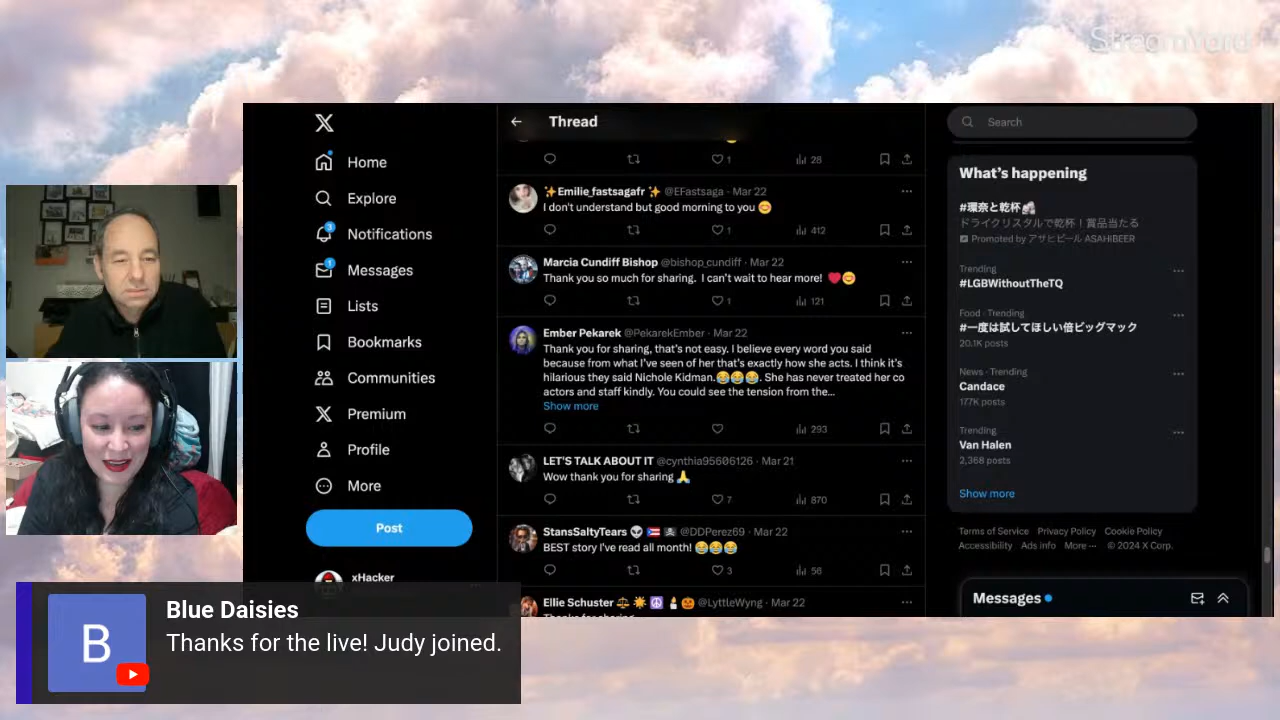 StreamYard
Thread
Search
Home
Explore
3
Notifications
1
Messages
Lists
Bookmarks
Communities
Premium
Profile
More
Post
xHacker
1
28
✨Emilie_fastsagafr ✨ @EFastsaga · Mar 22
I don't understand but good morning to you 😊
1
412
Marcia Cundiff Bishop @bishop_cundiff · Mar 22
Thank you so much for sharing. I can't wait to hear more! ❤️😊
1
121
Ember Pekarek @PekarekEmber · Mar 22
Thank you for sharing, that's not easy. I believe every word you said
because from what I've seen of her that's exactly how she acts. I think it's
hilarious they said Nichole Kidman.😂😂😂. She has never treated her co
actors and staff kindly. You could see the tension from the...
Show more
293
LET'S TALK ABOUT IT @cynthia95606126 · Mar 21
Wow thank you for sharing 🙏
7
870
StansSaltyTears 👽 🇵🇷 🏴‍☠️ @DDPerez69 · Mar 22
BEST story I've read all month! 😂😂😂
3
56
Ellie Schuster ⚖️ ☀️ ☮️ 🕯️ 🎃 @LyttleWyng · Mar 22
Thanks for sharing
What's happening
#環奈と乾杯🍻
ドライクリスタルで乾杯！賞品当たる
Promoted by アサヒビール ASAHIBEER
Trending
#LGBWithoutTheTQ
Food · Trending
#一度は試してほしい倍ビッグマック
20.1K posts
News · Trending
Candace
177K posts
Trending
Van Halen
2,368 posts
Show more
Terms of Service Privacy Policy Cookie Policy
Accessibility Ads info More ··· © 2024 X Corp.
Messages
B
Blue Daisies
Thanks for the live! Judy joined.